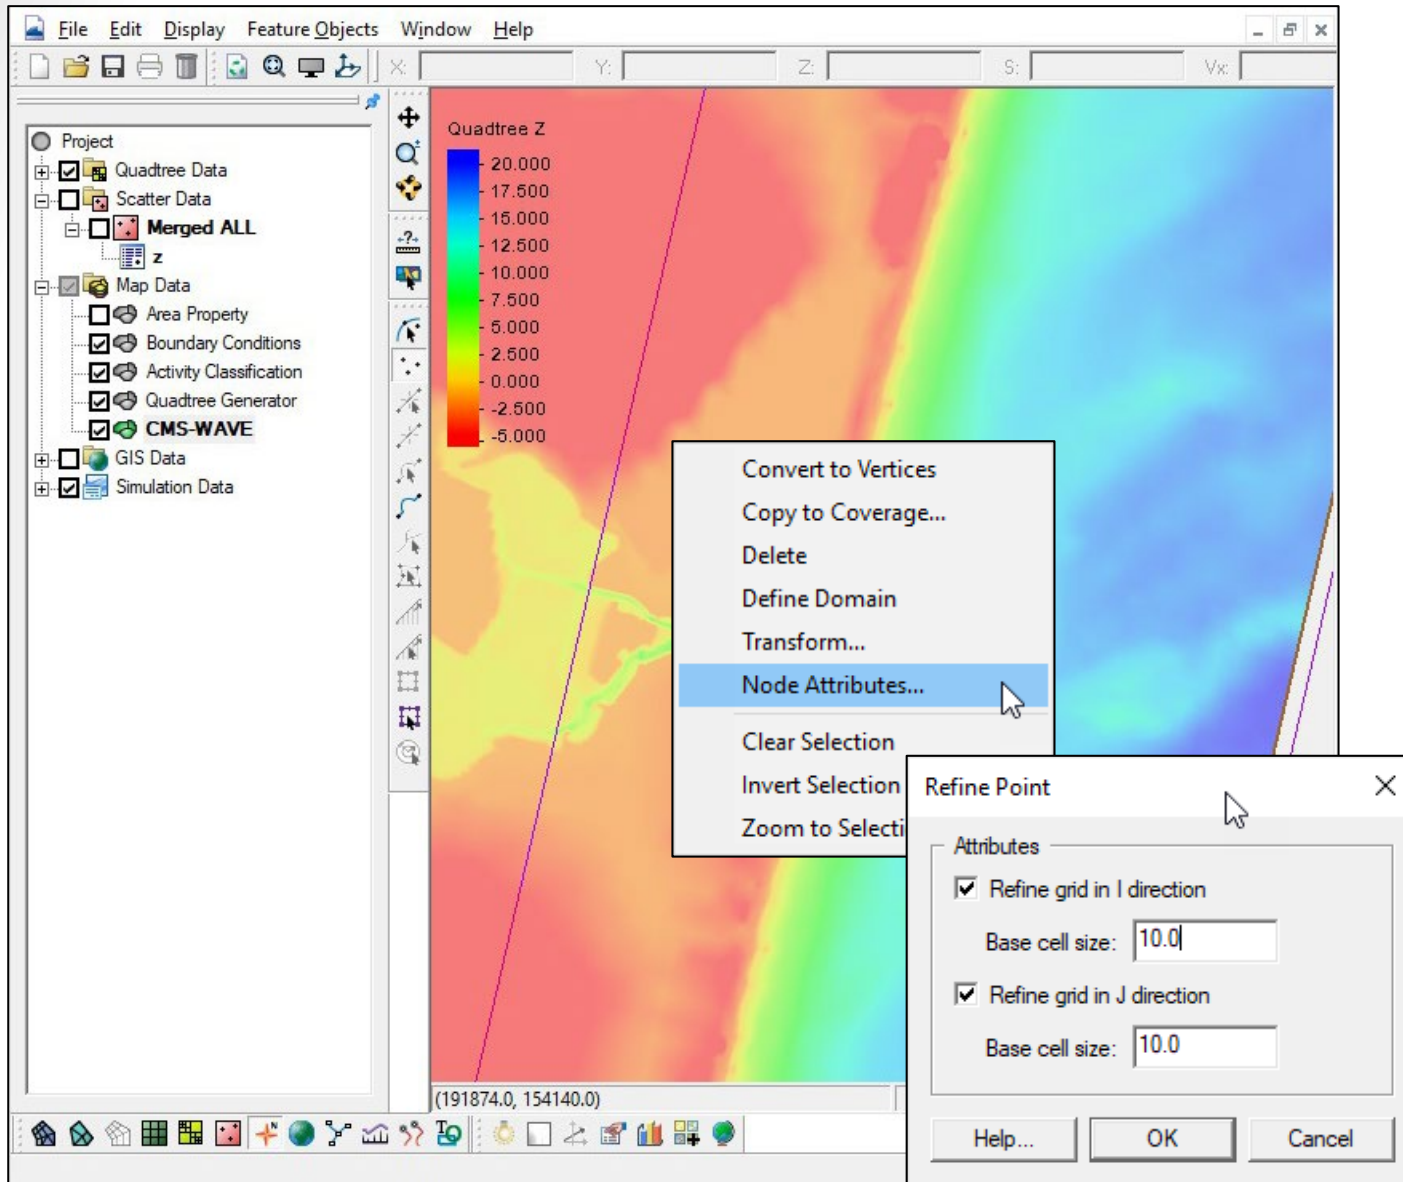 File Edit Display Feature Objects Window Help
X: Y: Z: S: Vx:
Project
Quadtree Data
Scatter Data
Merged ALL
z
Map Data
Area Property
Boundary Conditions
Activity Classification
Quadtree Generator
CMS-WAVE
GIS Data
Simulation Data
Quadtree Z
20.000
17.500
15.000
12.500
10.000
7.500
5.000
2.500
0.000
-2.500
-5.000
Convert to Vertices
Copy to Coverage...
Delete
Define Domain
Transform...
Node Attributes...
Clear Selection
Invert Selection
Zoom to Selecti
Refine Point
Attributes
Refine grid in I direction
Base cell size: 10.0
Refine grid in J direction
Base cell size: 10.0
Help... OK Cancel
(191874.0, 154140.0)